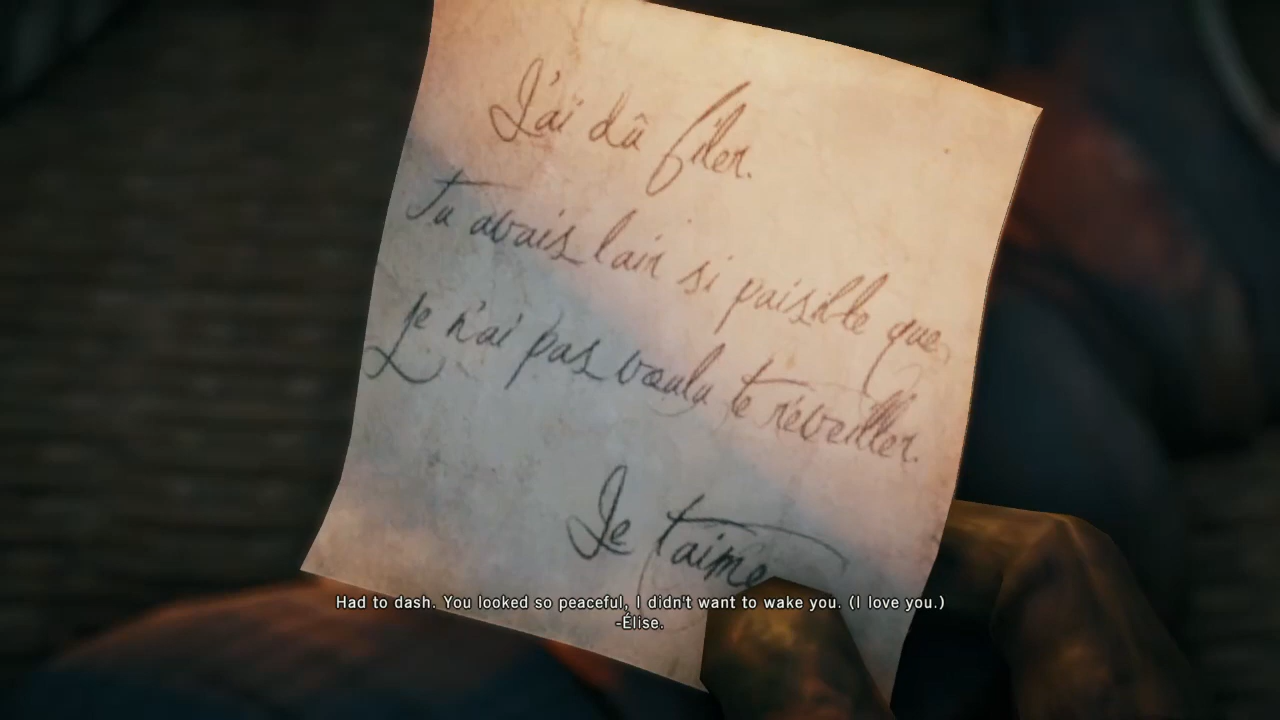 J'ai dû filer.
Tu avais l'air si paisible que
je n'ai pas voulu te réveiller.
Je t'aime
Had to dash. You looked so peaceful, I didn't want to wake you. (I love you.)
-Élise.